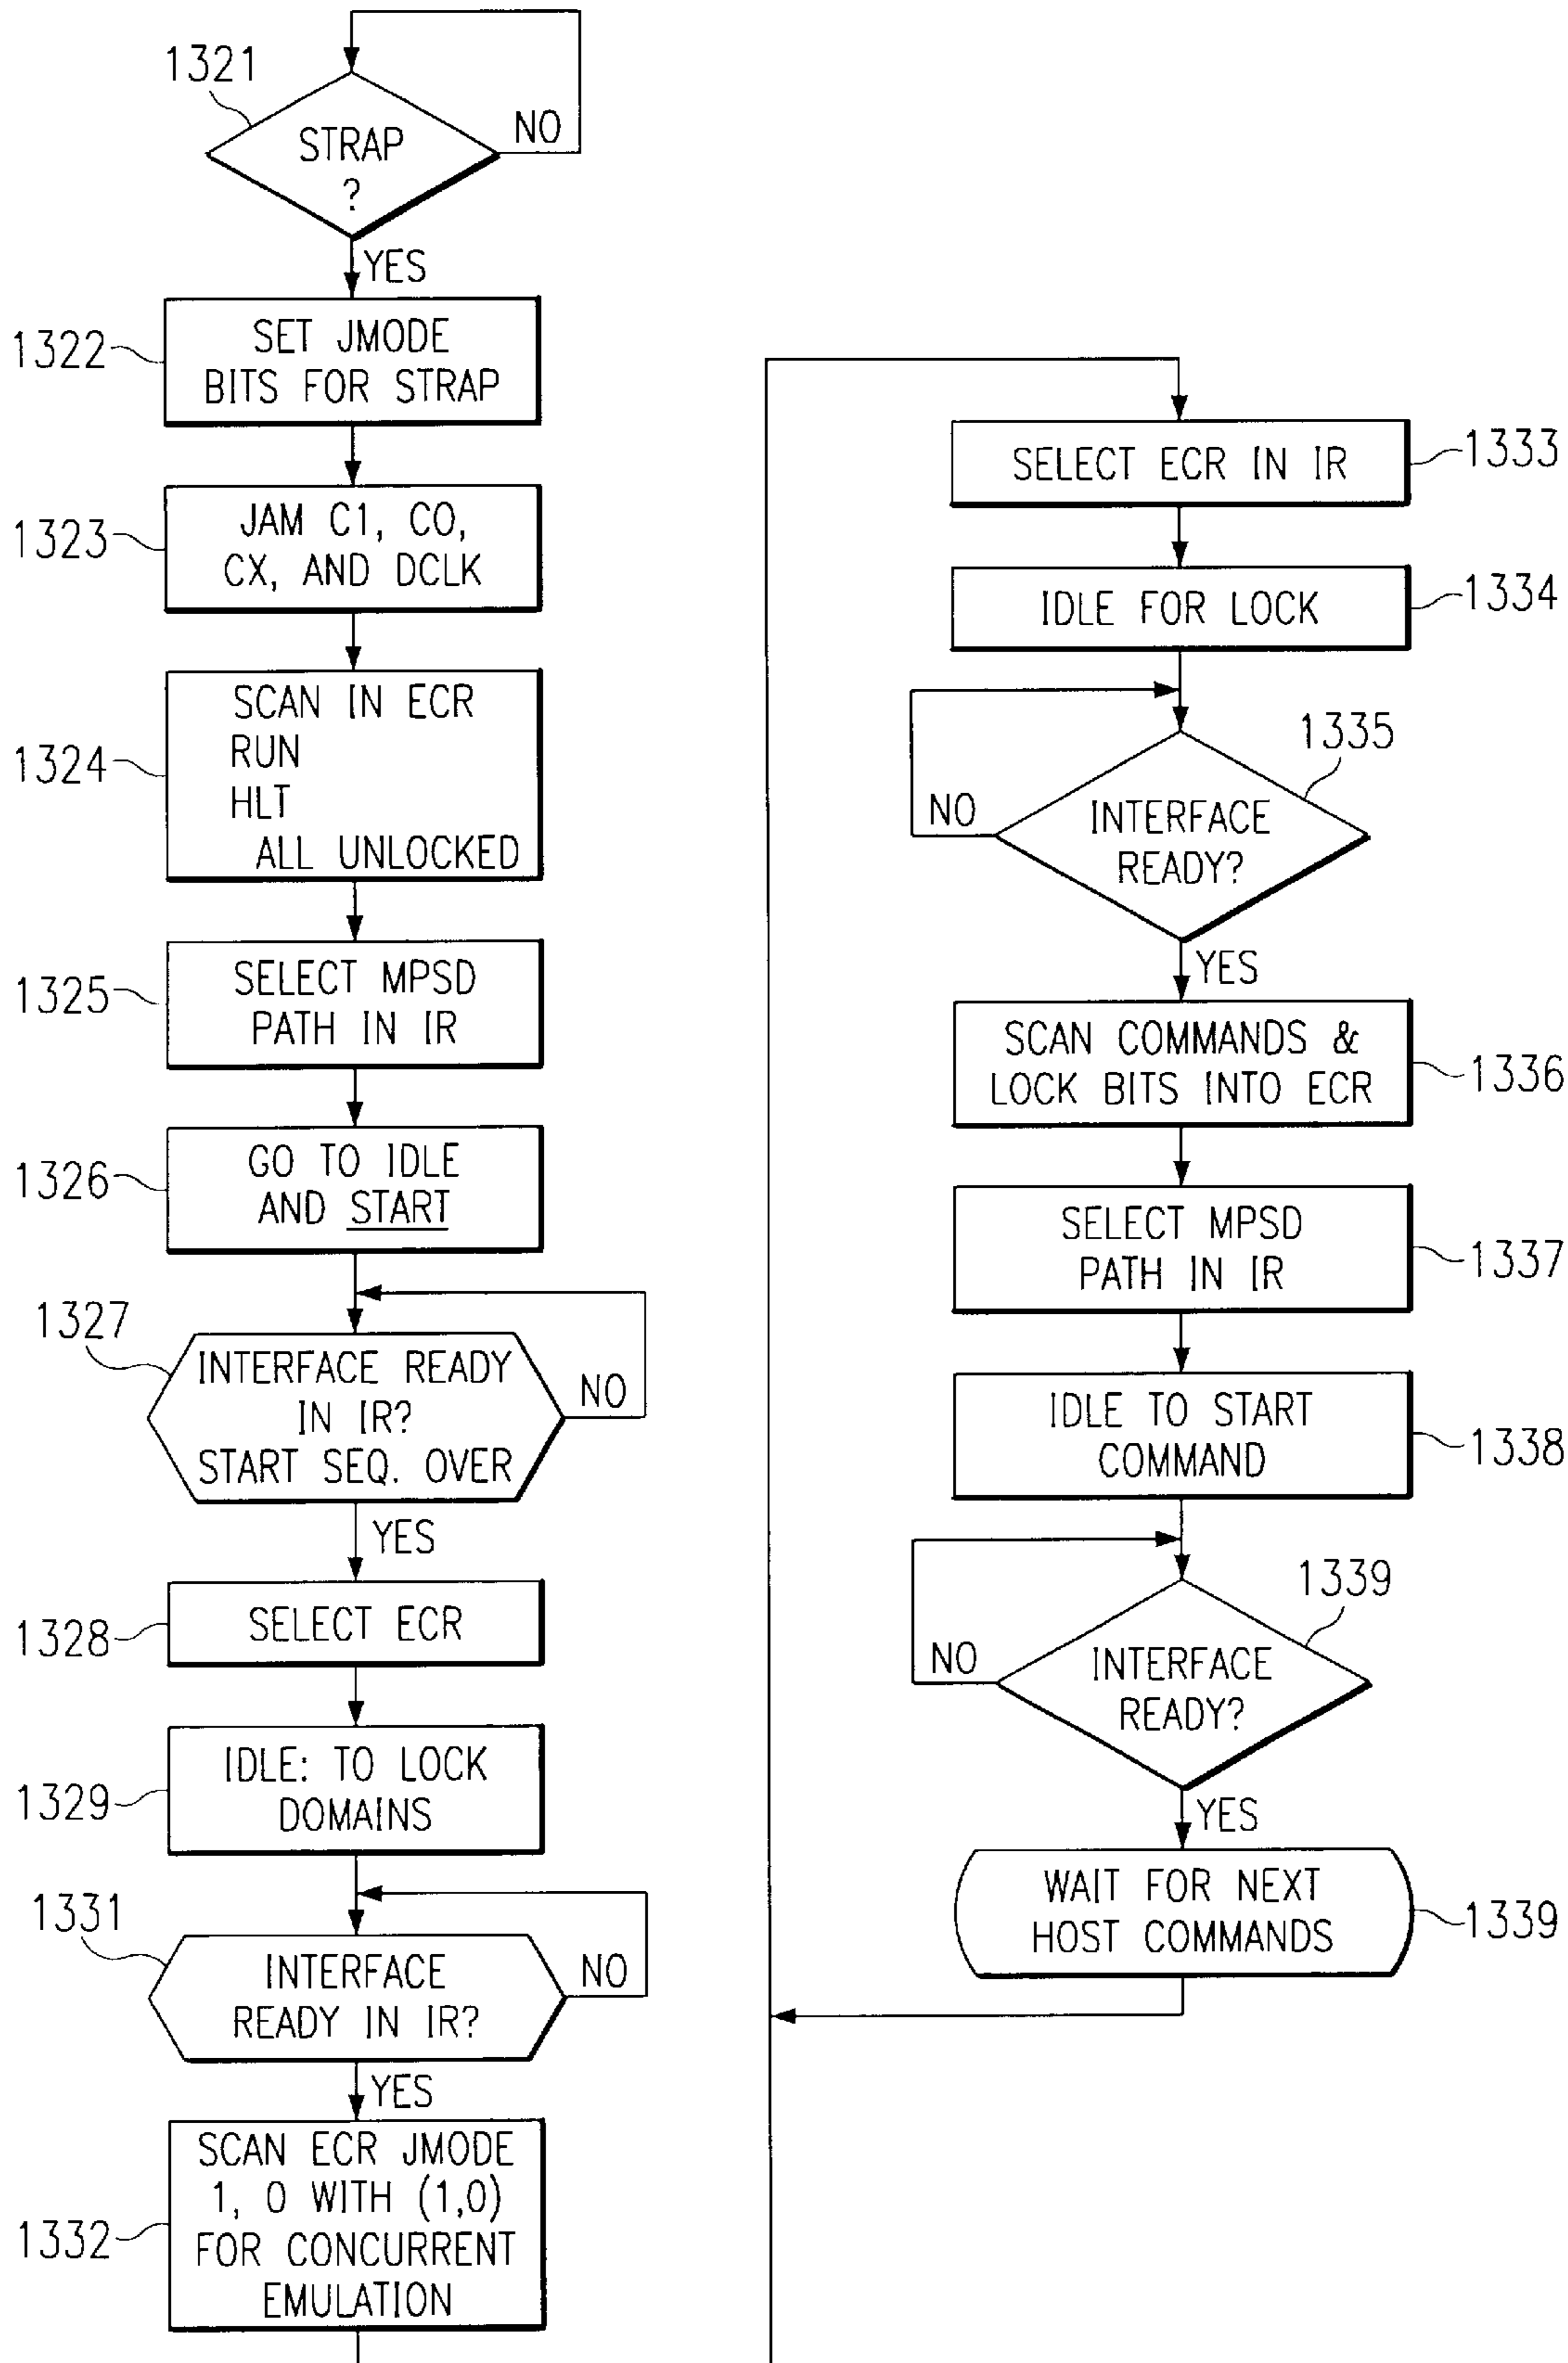 1321
STRAP
?
NO
YES
1322
SET JMODE
BITS FOR STRAP
1323
JAM C1, C0,
CX, AND DCLK
1324
SCAN IN ECR
RUN
HLT
ALL UNLOCKED
1325
SELECT MPSD
PATH IN IR
1326
GO TO IDLE
AND START
1327
INTERFACE READY
IN IR?
START SEQ. OVER
NO
YES
1328
SELECT ECR
1329
IDLE: TO LOCK
DOMAINS
1331
INTERFACE
READY IN IR?
NO
YES
1332
SCAN ECR JMODE
1, 0 WITH (1,0)
FOR CONCURRENT
EMULATION
SELECT ECR IN IR
1333
IDLE FOR LOCK
1334
1335
NO
INTERFACE
READY?
YES
SCAN COMMANDS &
LOCK BITS INTO ECR
1336
SELECT MPSD
PATH IN IR
1337
IDLE TO START
COMMAND
1338
1339
NO
INTERFACE
READY?
YES
WAIT FOR NEXT
HOST COMMANDS
1339